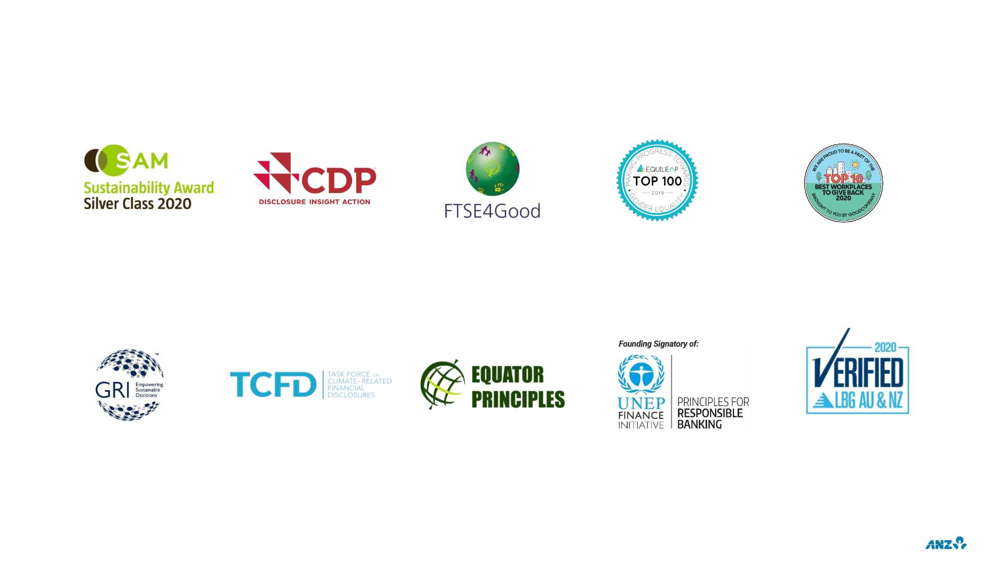 SAM
Sustainability Award
Silver Class 2020
CDP™
DISCLOSURE INSIGHT ACTION
FTSE4Good
MAKING PROGRESS TOWARDS
EQUILEAP
TOP 100
2019
GENDER EQUALITY
WE ARE PROUD TO BE A PART OF THE
TOP 10
BEST WORKPLACES
TO GIVE BACK
2020
BROUGHT TO YOU BY GOODCOMPANY
™
GRI
Empowering
Sustainable
Decisions
TCFD
TASK FORCE ON
CLIMATE-RELATED
FINANCIAL
DISCLOSURES
EQUATOR
PRINCIPLES
Founding Signatory of:
UNEP
FINANCE
INITIATIVE
PRINCIPLES FOR
RESPONSIBLE
BANKING
2020
VERIFIED
LBG AU & NZ
ANZ